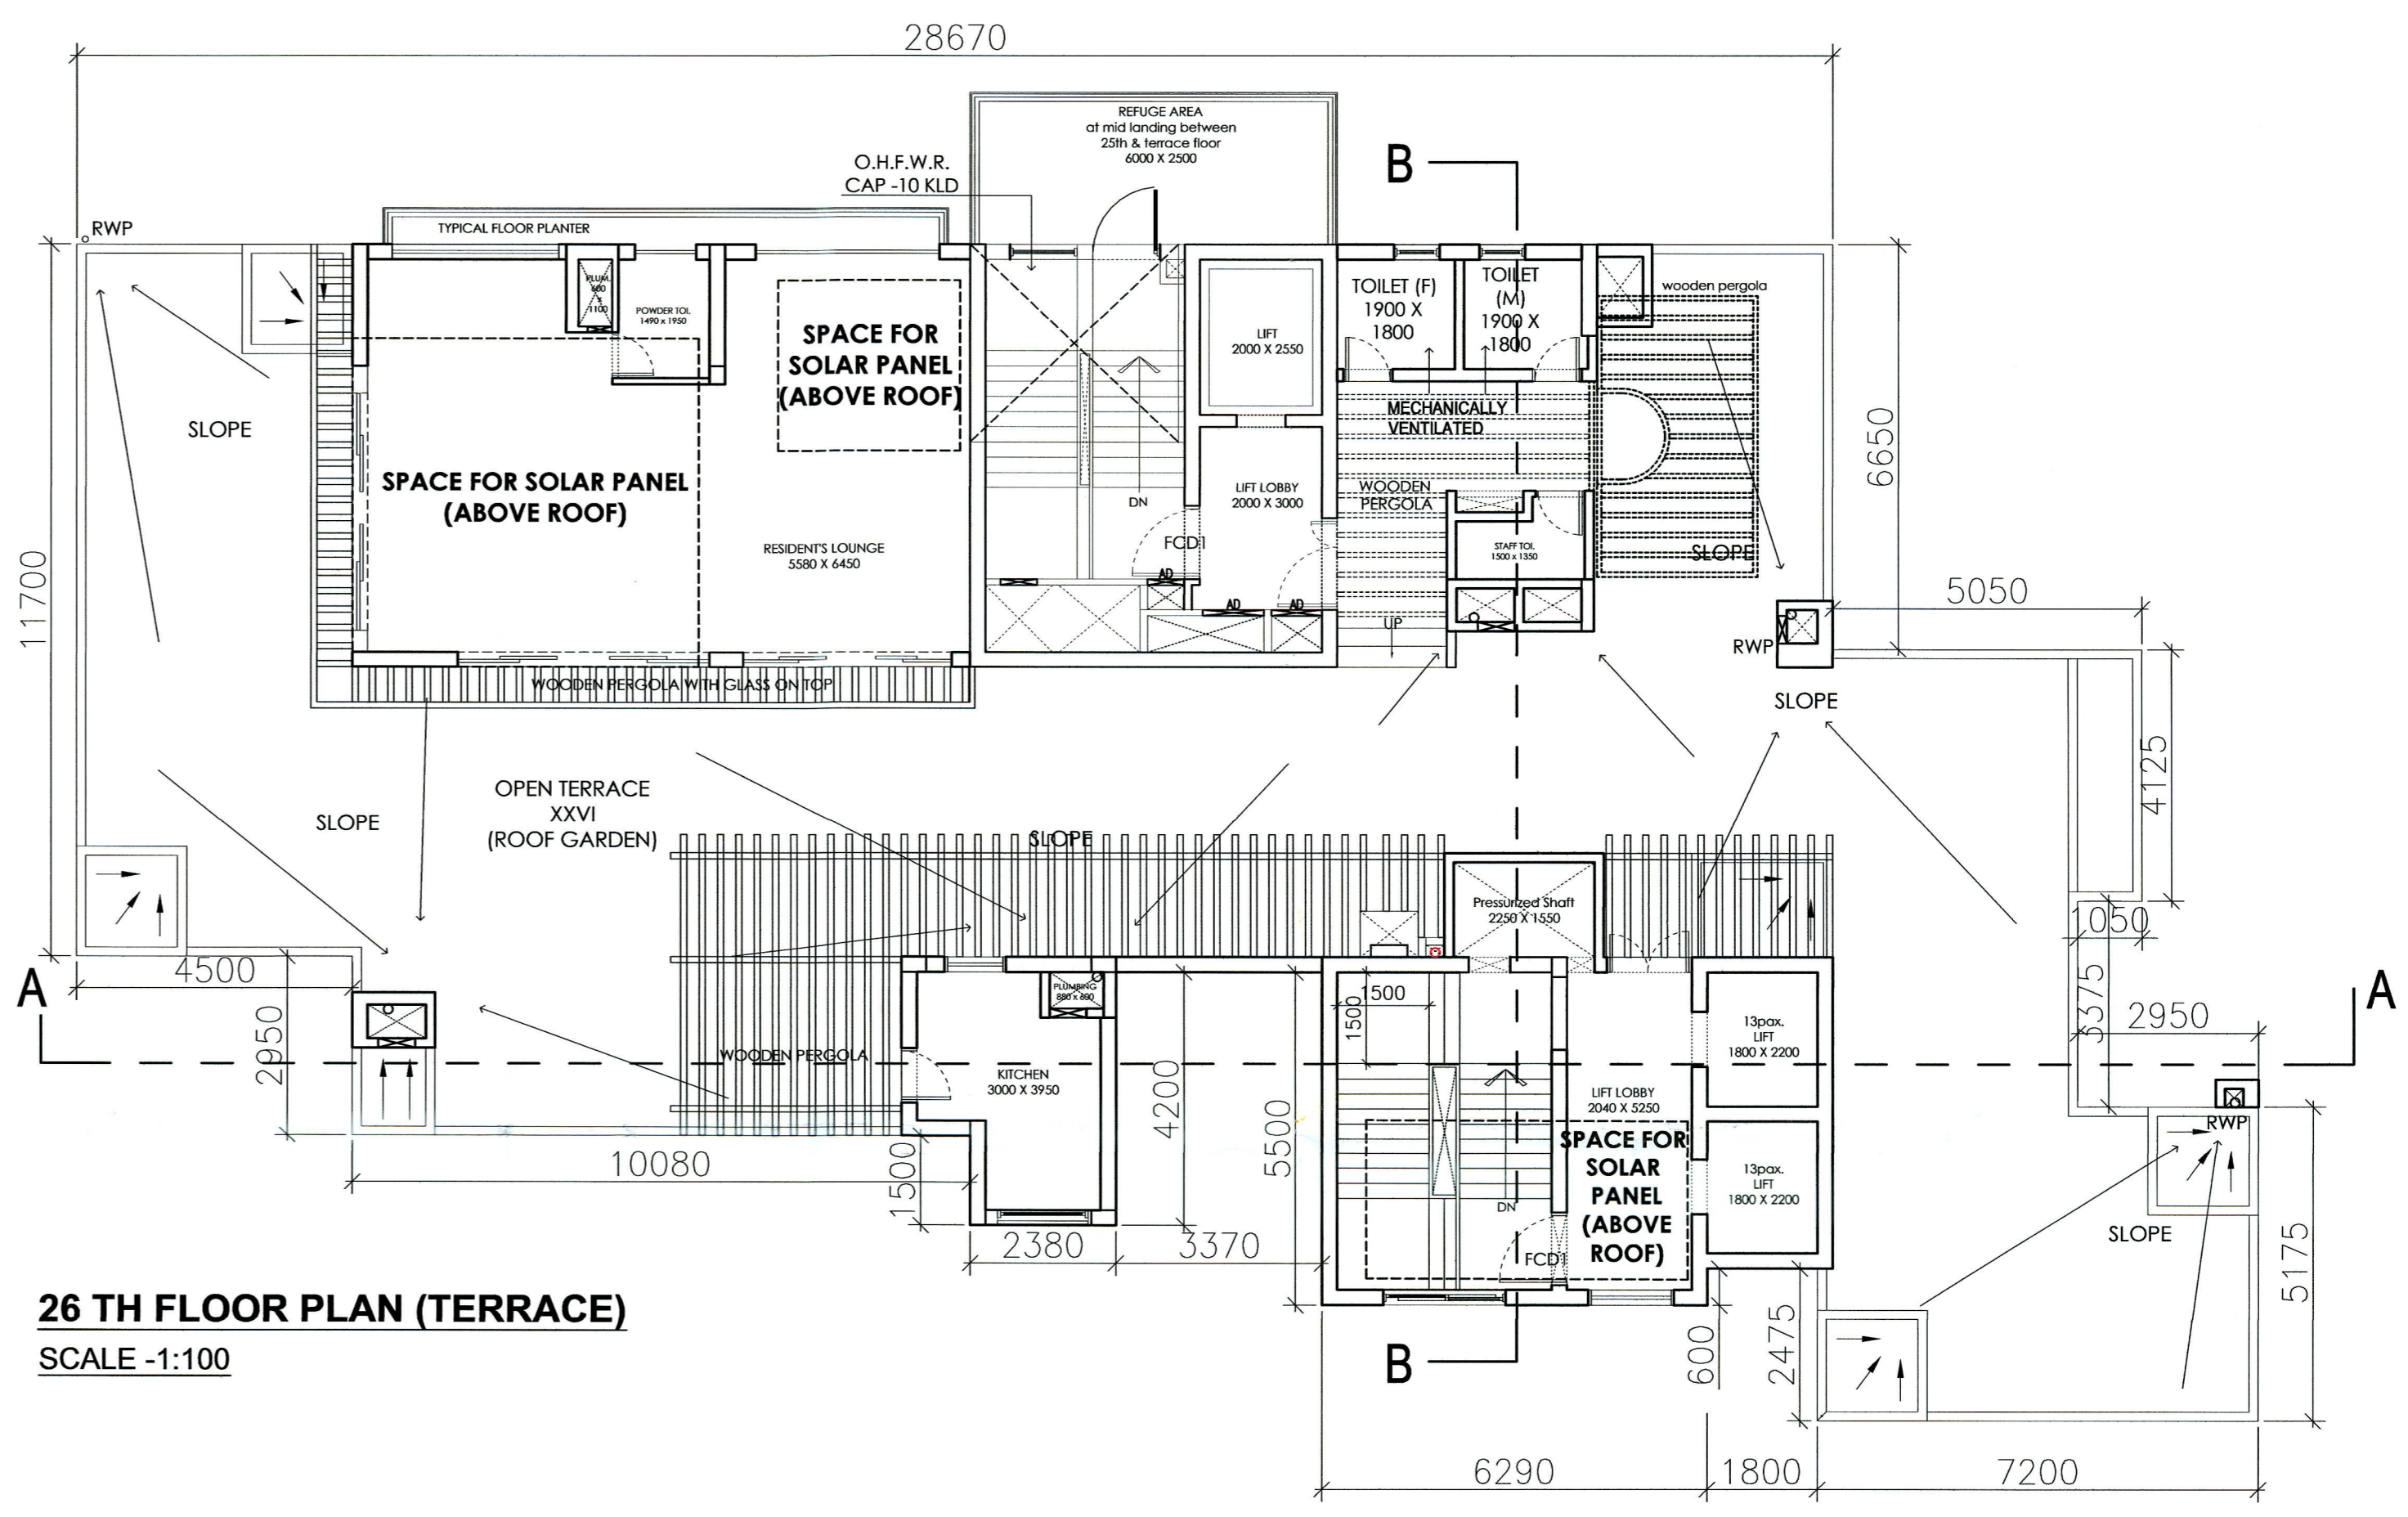 28670
REFUGE AREA
at mid landing between
25th & terrace floor
6000 X 2500
O.H.F.W.R.
CAP -10 KLD
B
RWP
TYPICAL FLOOR PLANTER
PLUM.
600
X
1100
POWDER TOI.
1490 x 1950
SPACE FOR
SOLAR PANEL
(ABOVE ROOF)
LIFT
2000 X 2550
TOILET (F)
1900 X
1800
TOILET
(M)
1900 X
1800
wooden pergola
SLOPE
MECHANICALLY
VENTILATED
6650
SPACE FOR SOLAR PANEL
(ABOVE ROOF)
DN
LIFT LOBBY
2000 X 3000
WOODEN
PERGOLA
RESIDENT'S LOUNGE
5580 X 6450
FCD1
STAFF TOI.
1500 x 1350
SLOPE
11700
AD
AD
AD
UP
5050
RWP
WOODEN PERGOLA WITH GLASS ON TOP
SLOPE
4125
OPEN TERRACE
XXVI
(ROOF GARDEN)
SLOPE
SLOPE
Pressurized Shaft
2250 X 1550
1050
4500
A
2950
PLUMBING
880 x 600
1500
1500
13pax.
LIFT
1800 X 2200
3375
2950
A
WOODEN PERGOLA
KITCHEN
3000 X 3950
4200
5500
LIFT LOBBY
2040 X 5250
RWP
10080
1500
SPACE FOR
SOLAR
PANEL
(ABOVE
ROOF)
13pax.
LIFT
1800 X 2200
DN
FCD1
SLOPE
5175
2380
3370
26 TH FLOOR PLAN (TERRACE)
SCALE -1:100
B
600
2475
6290
1800
7200